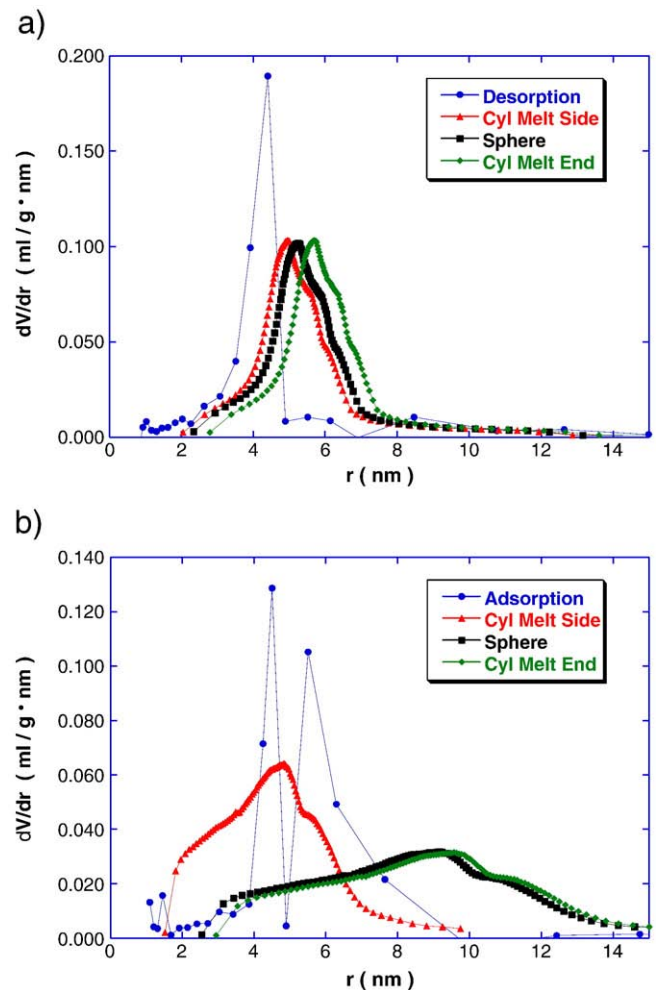 a)
0.200
0.150
0.100
0.050
0.000
dV/dr ( ml / g • nm )
Desorption
Cyl Melt Side
Sphere
Cyl Melt End
0 2 4 6 8 10 12 14
r ( nm )
b)
0.140
0.120
0.100
0.080
0.060
0.040
0.020
0.000
dV/dr ( ml / g • nm )
Adsorption
Cyl Melt Side
Sphere
Cyl Melt End
0 2 4 6 8 10 12 14
r ( nm )